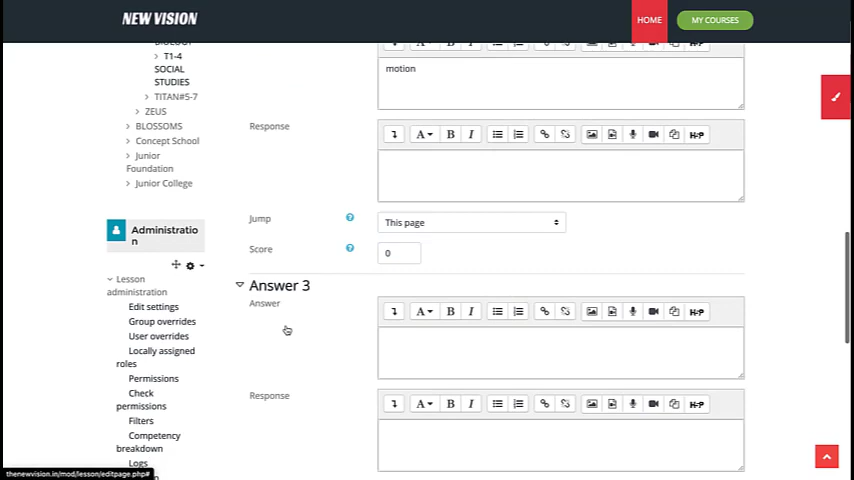 NEW VISION
HOME
MY COURSES
BIOLOGY
T1-4
SOCIAL
STUDIES
TITAN#5-7
ZEUS
BLOSSOMS
Concept School
Junior
Foundation
Junior College
motion
Response
Jump
This page
Score
0
Administratio
n
Answer 3
Answer
Lesson
administration
Edit settings
Group overrides
User overrides
Locally assigned
roles
Permissions
Check
permissions
Filters
Competency
breakdown
Logs
Response
thenewvision.in/mod/lesson/editpage.php#